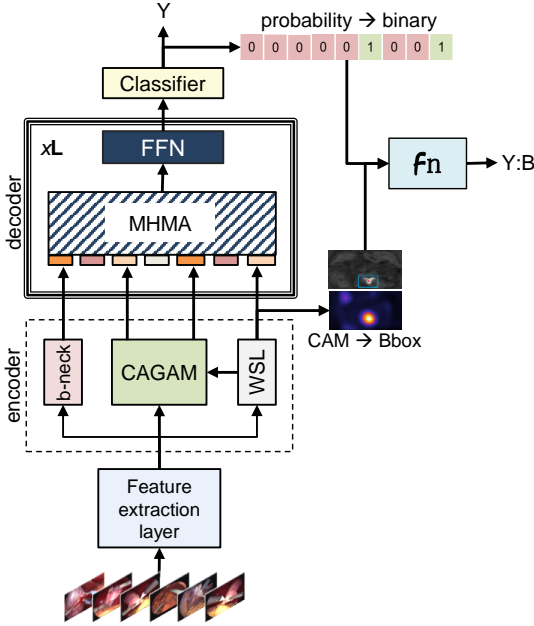 Y
probability → binary
0 0 0 0 0 1 0 0 1
Classifier
xL
FFN
fn
Y:B
decoder
MHMA
CAM → Bbox
encoder
b-neck
CAGAM
WSL
Feature
extraction
layer